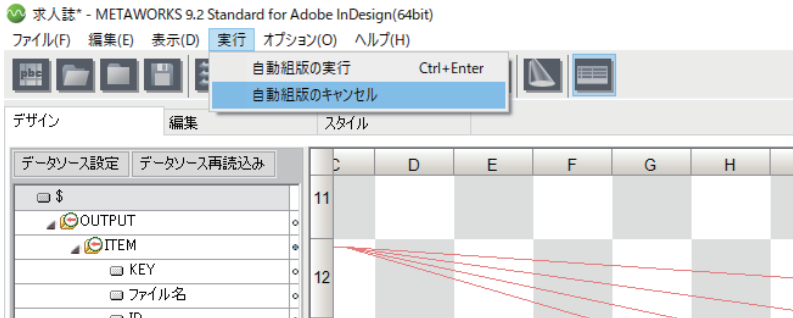 求人誌* - METAWORKS 9.2 Standard for Adobe InDesign(64bit)
ファイル(F) 編集(E) 表示(D) 実行 オプション(O) ヘルプ(H)
自動組版の実行 Ctrl+Enter
pbc
自動組版のキャンセル
デザイン 編集 スタイル
データソース設定 データソース再読込み
C D E F G H
$
11
OUTPUT
ITEM
KEY
12
ファイル名
ID